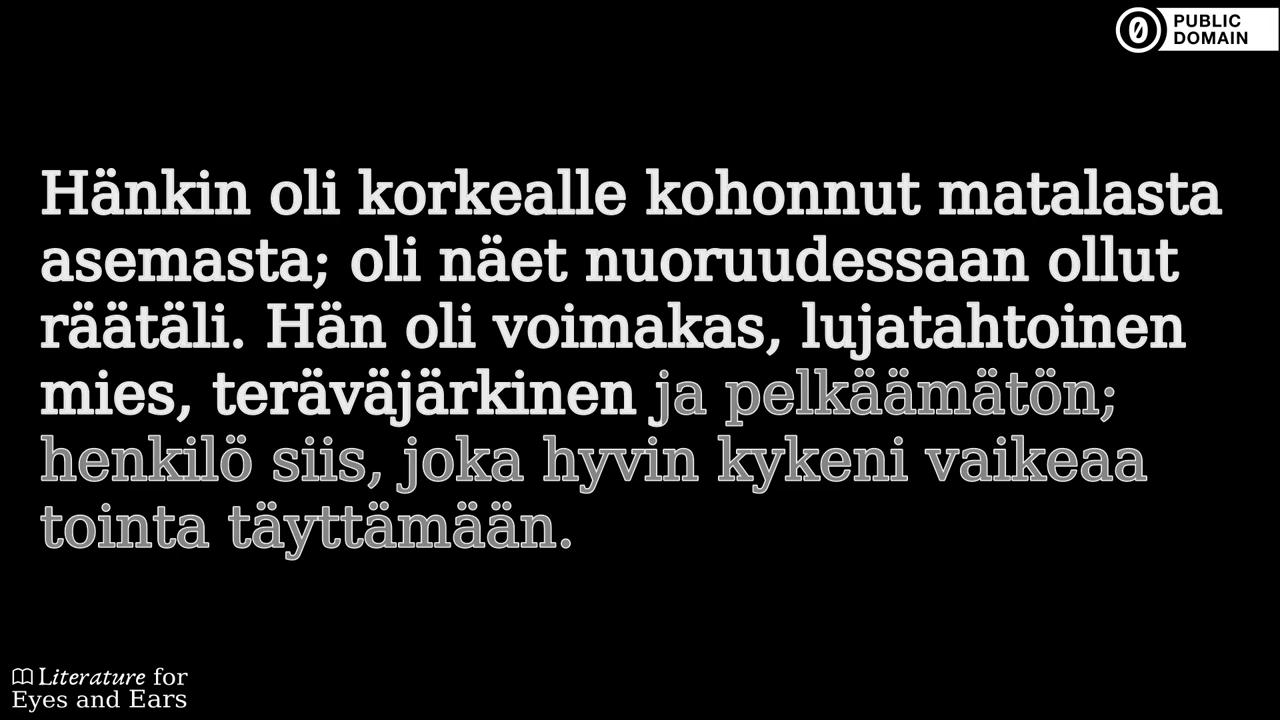 PUBLIC
DOMAIN
Hänkin oli korkealle kohonnut matalasta
asemasta; oli näet nuoruudessaan ollut
räätäli. Hän oli voimakas, lujatahtoinen
mies, teräväjärkinen ja pelkäämätön;
henkilö siis, joka hyvin kykeni vaikeaa
tointa täyttämään.
Literature for
Eyes and Ears